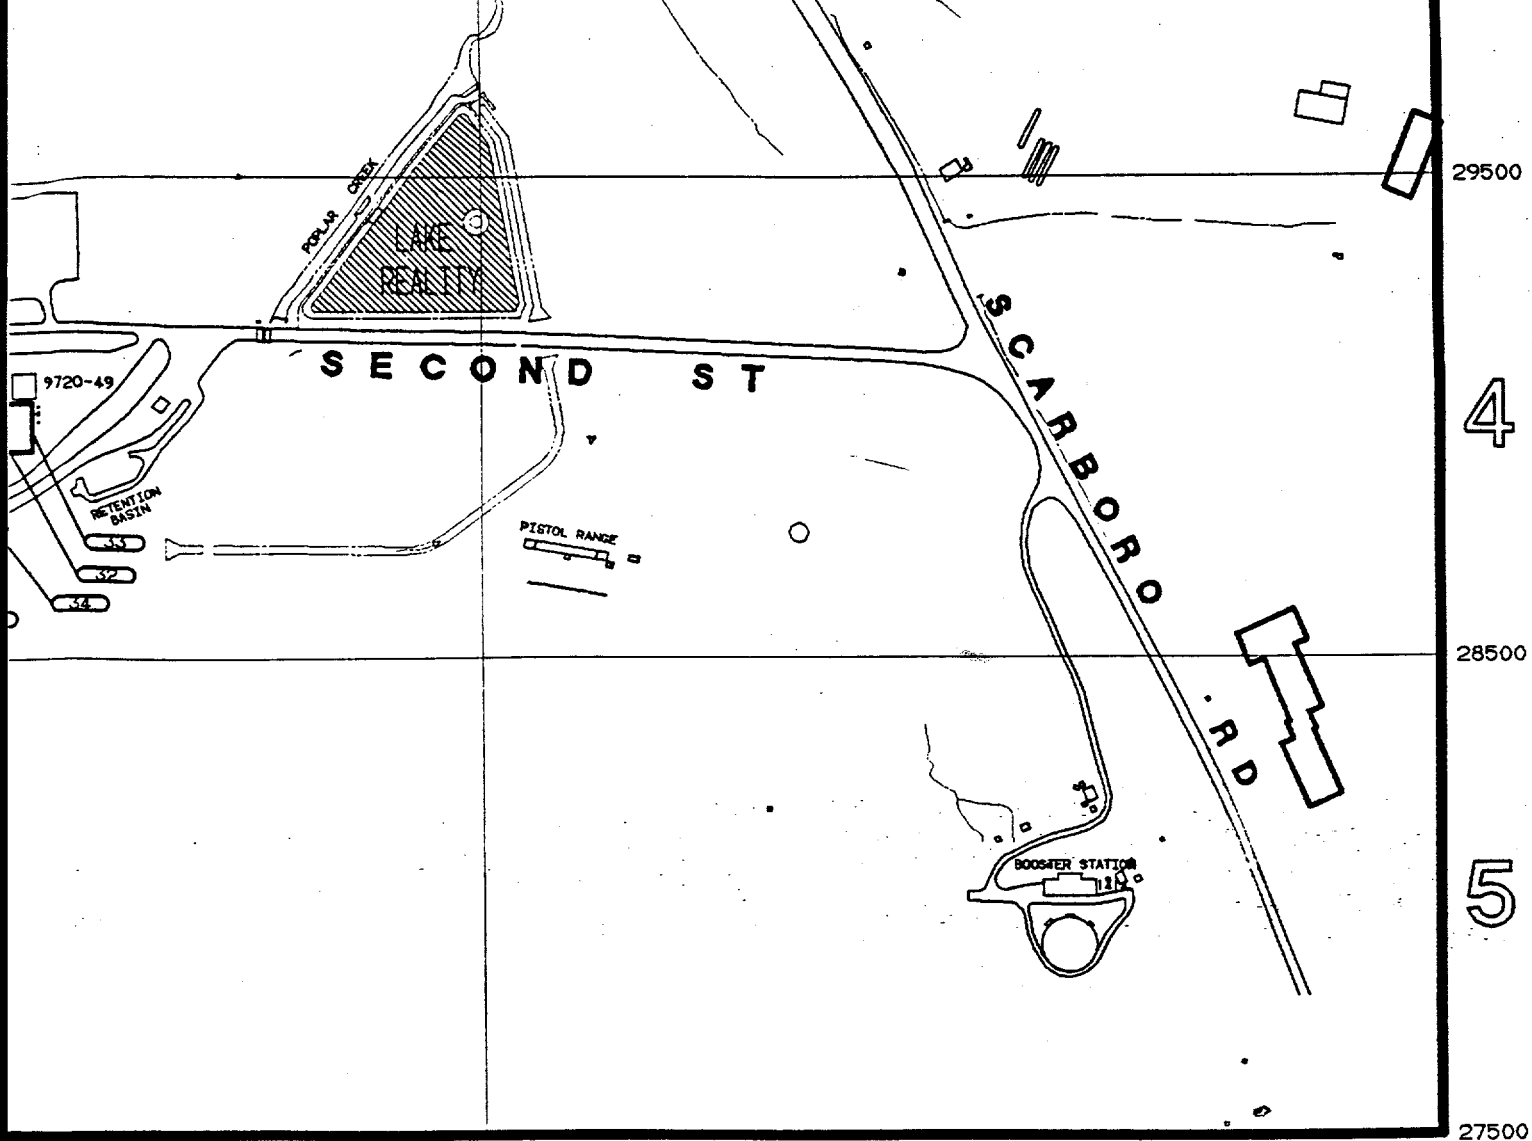 29500
POPLAR CREEK
LAKE
REALITY
SECOND ST
SCARBORO RD
9720-49
4
RETENTION
BASIN
PISTOL RANGE
33
32
34
28500
BOOSTER STATION
5
27500